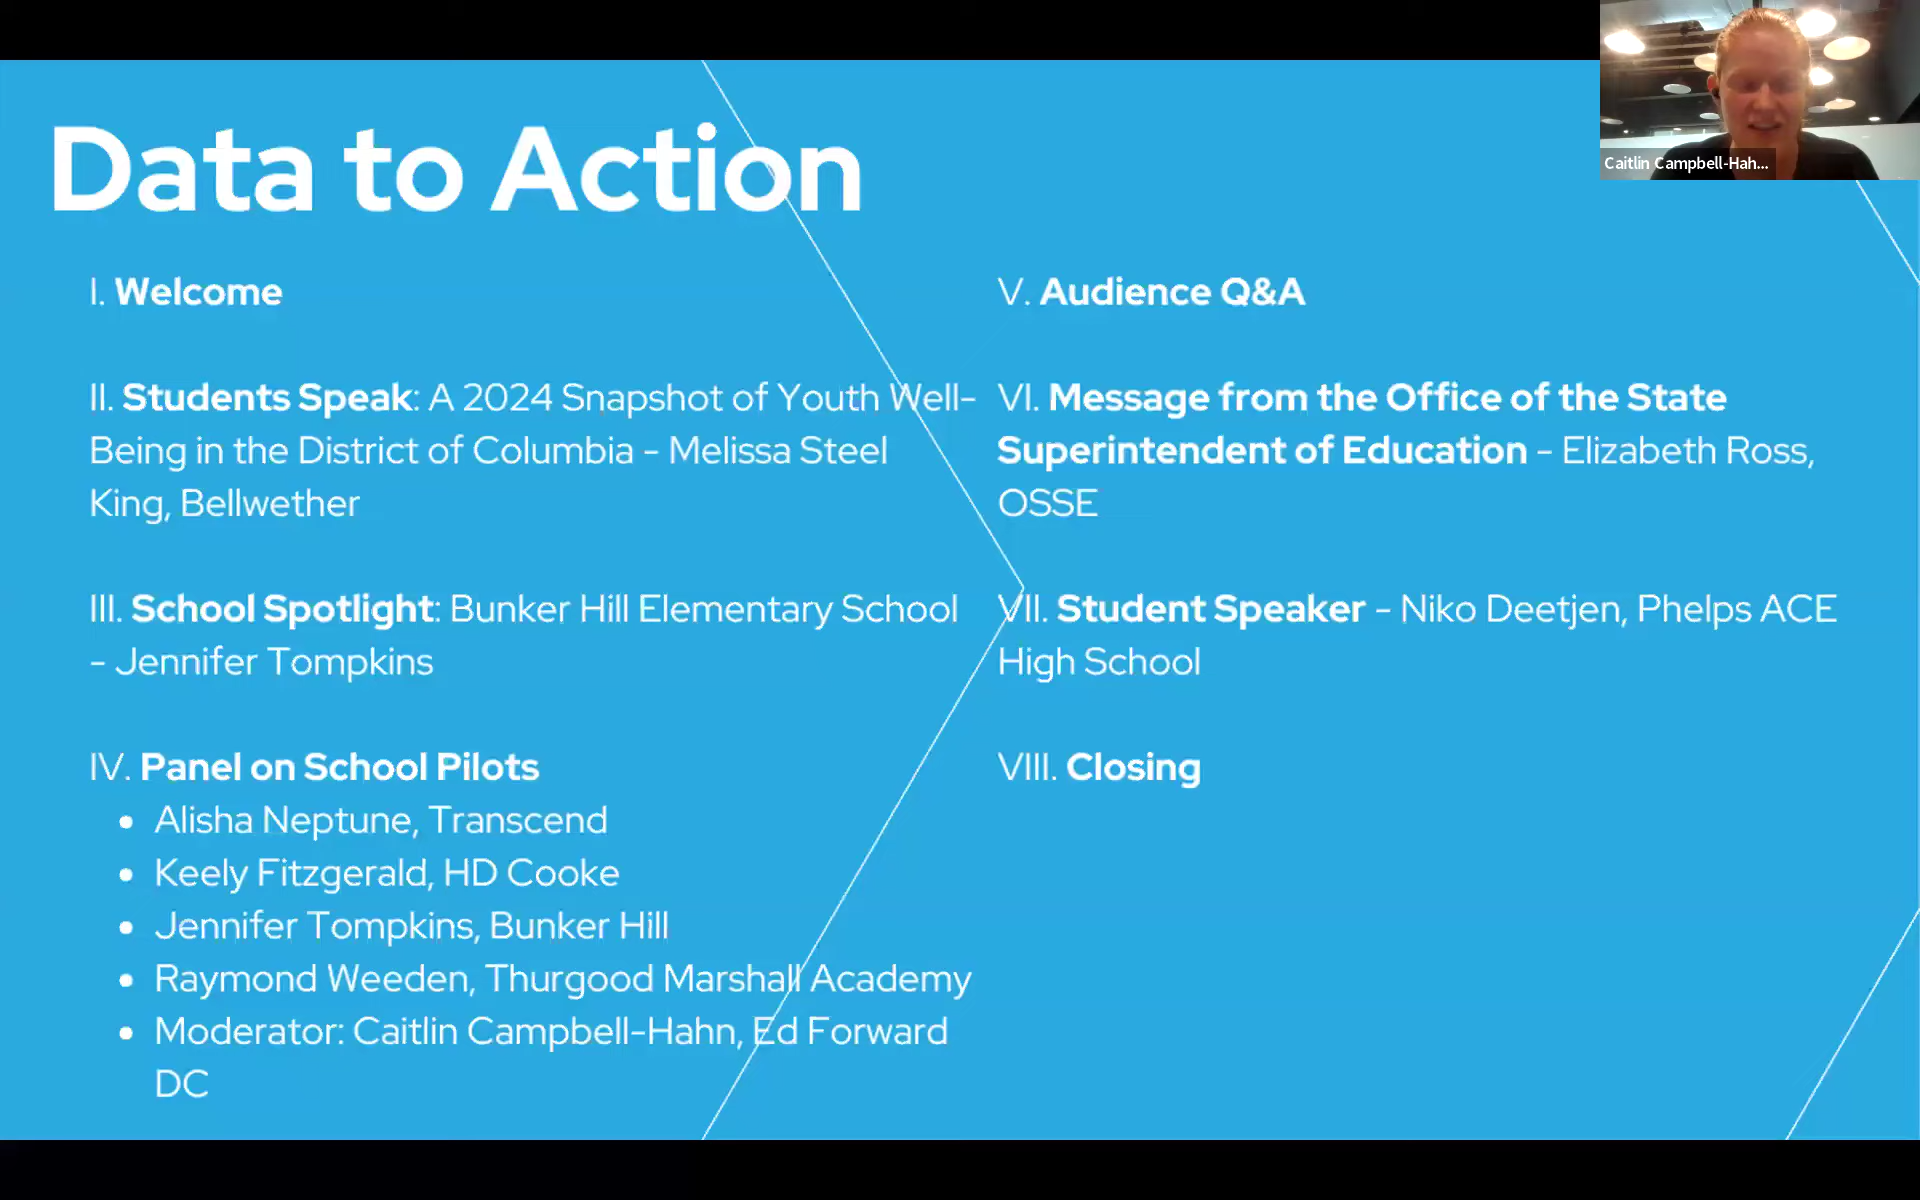 Data to Action
I. Welcome
II. Students Speak: A 2024 Snapshot of Youth Well-
Being in the District of Columbia - Melissa Steel
King, Bellwether
III. School Spotlight: Bunker Hill Elementary School
- Jennifer Tompkins
IV. Panel on School Pilots
• Alisha Neptune, Transcend
• Keely Fitzgerald, HD Cooke
• Jennifer Tompkins, Bunker Hill
• Raymond Weeden, Thurgood Marshall Academy
• Moderator: Caitlin Campbell-Hahn, Ed Forward
DC
V. Audience Q&A
VI. Message from the Office of the State
Superintendent of Education - Elizabeth Ross,
OSSE
VII. Student Speaker - Niko Deetjen, Phelps ACE
High School
VIII. Closing
Caitlin Campbell-Hah...